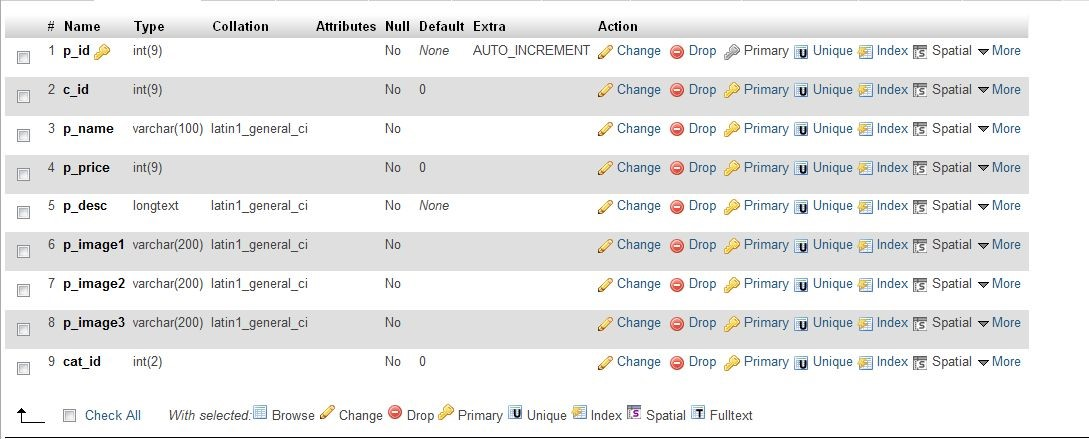 # Name Type Collation Attributes Null Default Extra Action
1 p_id int(9) No None AUTO_INCREMENT Change Drop Primary Unique Index Spatial More
2 c_id int(9) No 0 Change Drop Primary Unique Index Spatial More
3 p_name varchar(100) latin1_general_ci No Change Drop Primary Unique Index Spatial More
4 p_price int(9) No 0 Change Drop Primary Unique Index Spatial More
5 p_desc longtext latin1_general_ci No None Change Drop Primary Unique Index Spatial More
6 p_image1 varchar(200) latin1_general_ci No Change Drop Primary Unique Index Spatial More
7 p_image2 varchar(200) latin1_general_ci No Change Drop Primary Unique Index Spatial More
8 p_image3 varchar(200) latin1_general_ci No Change Drop Primary Unique Index Spatial More
9 cat_id int(2) No 0 Change Drop Primary Unique Index Spatial More
Check All With selected: Browse Change Drop Primary Unique Index Spatial Fulltext